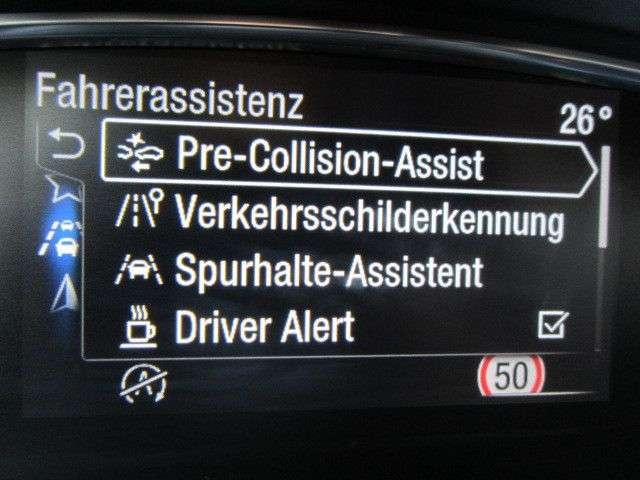 Fahrerassistenz
26°
Pre-Collision-Assist
Verkehrsschilderkennung
Spurhalte-Assistent
Driver Alert
50